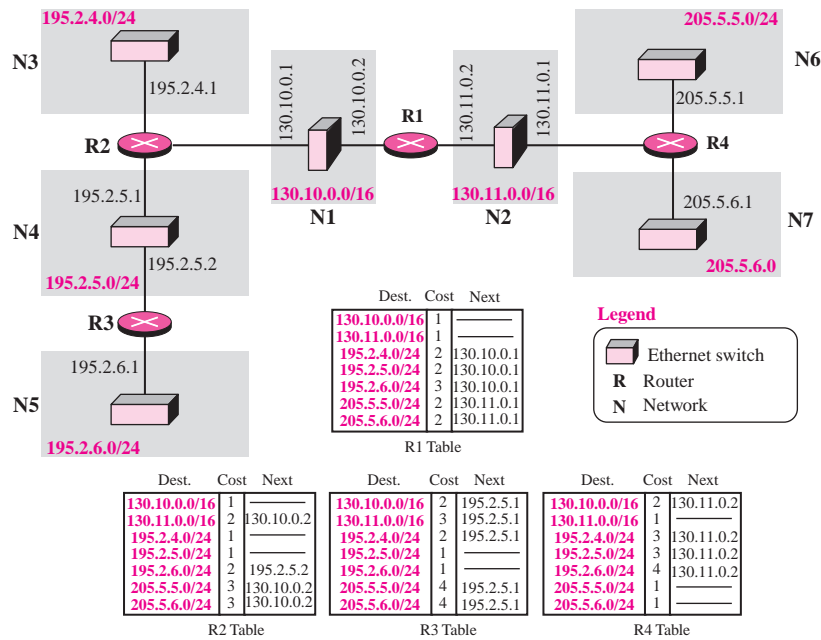 195.2.4.0/24
N3
195.2.4.1
R2
195.2.5.1
N4
195.2.5.2
195.2.5.0/24
R3
195.2.6.1
N5
195.2.6.0/24
130.10.0.1
130.10.0.2
130.10.0.0/16
N1
R1
130.11.0.2
130.11.0.1
130.11.0.0/16
N2
205.5.5.0/24
N6
205.5.5.1
R4
205.5.6.1
N7
205.5.6.0
Dest. Cost Next
130.10.0.0/16 1
130.11.0.0/16 1
195.2.4.0/24 2 130.10.0.1
195.2.5.0/24 2 130.10.0.1
195.2.6.0/24 3 130.10.0.1
205.5.5.0/24 2 130.11.0.1
205.5.6.0/24 2 130.11.0.1
R1 Table
Legend
Ethernet switch
R Router
N Network
Dest. Cost Next
130.10.0.0/16 1
130.11.0.0/16 2 130.10.0.2
195.2.4.0/24 1
195.2.5.0/24 1
195.2.6.0/24 2 195.2.5.2
205.5.5.0/24 3 130.10.0.2
205.5.6.0/24 3 130.10.0.2
R2 Table
Dest. Cost Next
130.10.0.0/16 2 195.2.5.1
130.11.0.0/16 3 195.2.5.1
195.2.4.0/24 2 195.2.5.1
195.2.5.0/24 1
195.2.6.0/24 1
205.5.5.0/24 4 195.2.5.1
205.5.6.0/24 4 195.2.5.1
R3 Table
Dest. Cost Next
130.10.0.0/16 2 130.11.0.2
130.11.0.0/16 1
195.2.4.0/24 3 130.11.0.2
195.2.5.0/24 3 130.11.0.2
195.2.6.0/24 4 130.11.0.2
205.5.5.0/24 1
205.5.6.0/24 1
R4 Table